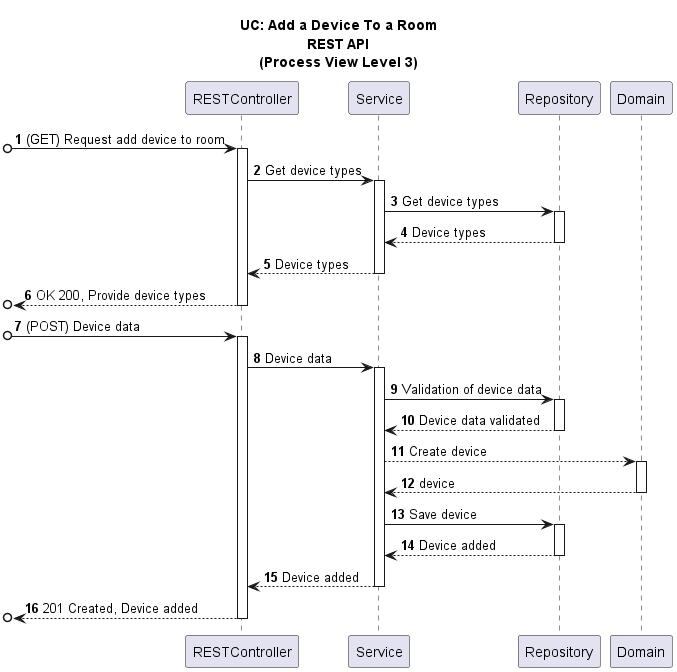 UC: Add a Device To a Room
REST API
(Process View Level 3)
RESTController Service Repository Domain
1 (GET) Request add device to room
2 Get device types
3 Get device types
4 Device types
5 Device types
6 OK 200, Provide device types
7 (POST) Device data
8 Device data
9 Validation of device data
10 Device data validated
11 Create device
12 device
13 Save device
14 Device added
15 Device added
16 201 Created, Device added
RESTController Service Repository Domain